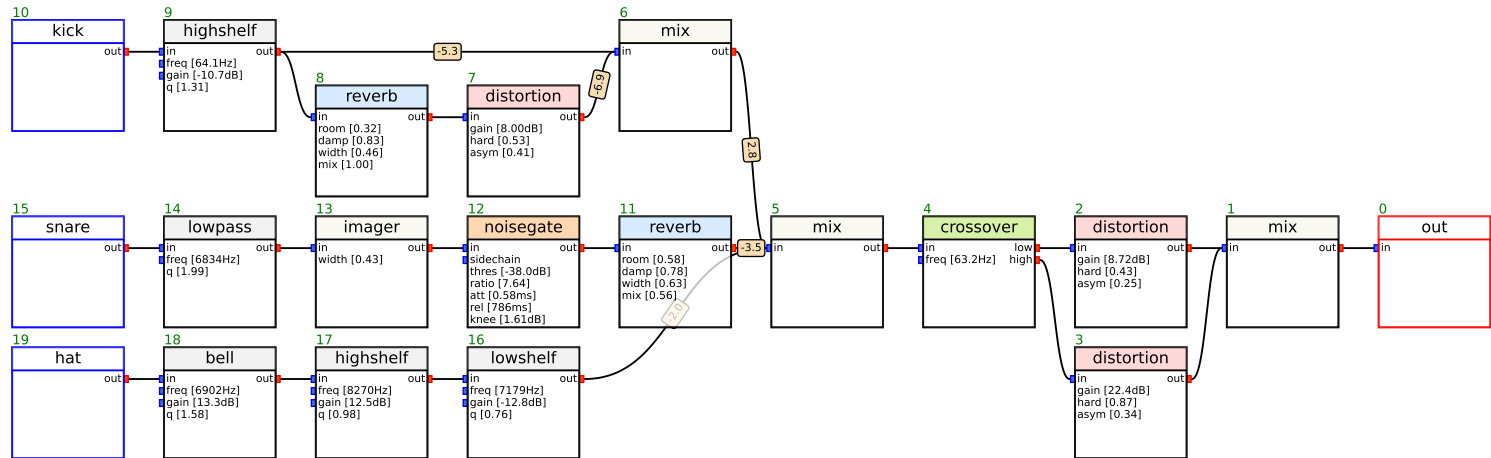 10
kick
out
9
highshelf
in out
freq [64.1Hz]
gain [-10.7dB]
q [1.31]
-5.3
8
reverb
in out
room [0.32]
damp [0.83]
width [0.46]
mix [1.00]
7
distortion
in out
gain [8.00dB]
hard [0.53]
asym [0.41]
-6.9
6
mix
in out
2.8
15
snare
out
14
lowpass
in out
freq [6834Hz]
q [1.99]
13
imager
in out
width [0.43]
12
noisegate
in out
sidechain
thres [-38.0dB]
ratio [7.64]
att [0.58ms]
rel [786ms]
knee [1.61dB]
11
reverb
in out
room [0.58]
damp [0.78]
width [0.63]
mix [0.56]
-3.5
-2.0
5
mix
in out
4
crossover
in low
freq [63.2Hz] high
2
distortion
in out
gain [8.72dB]
hard [0.43]
asym [0.25]
1
mix
in out
0
out
in
19
hat
out
18
bell
in out
freq [6902Hz]
gain [13.3dB]
q [1.58]
17
highshelf
in out
freq [8270Hz]
gain [12.5dB]
q [0.98]
16
lowshelf
in out
freq [7179Hz]
gain [-12.8dB]
q [0.76]
3
distortion
in out
gain [22.4dB]
hard [0.87]
asym [0.34]